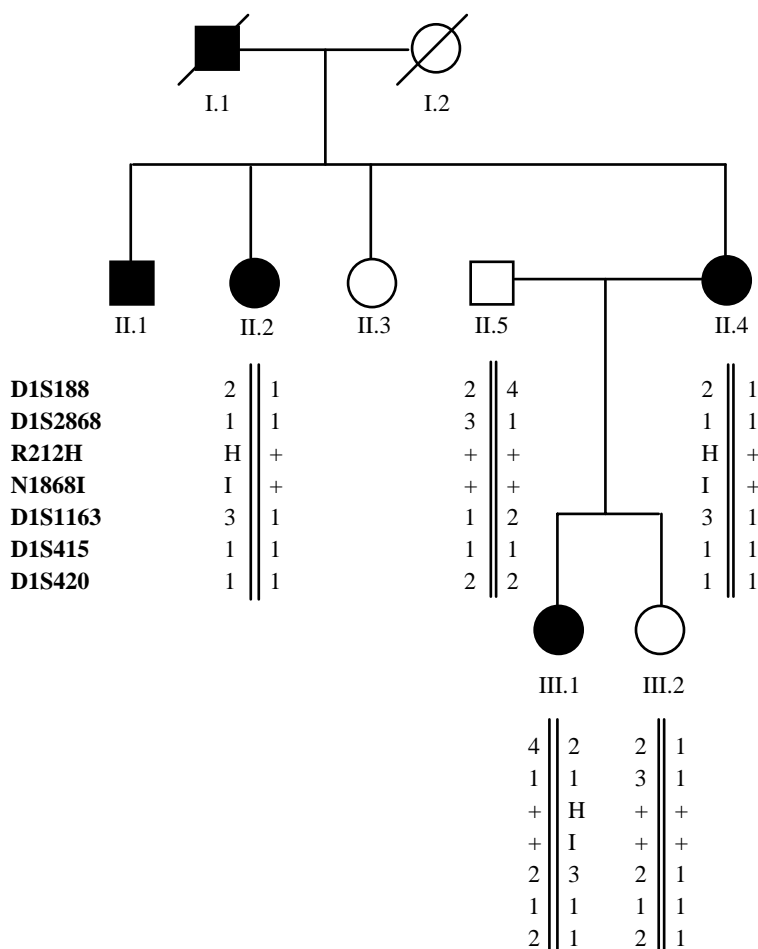 I.1 I.2
II.1 II.2 II.3 II.5 II.4
D1S188 2 1 2 4 2 1
D1S2868 1 1 3 1 1 1
R212H H + + + H +
N1868I I + + + I +
D1S1163 3 1 1 2 3 1
D1S415 1 1 1 1 1 1
D1S420 1 1 2 2 1 1
III.1 III.2
4 2 2 1
1 1 3 1
+ H + +
+ I + +
2 3 2 1
1 1 1 1
2 1 2 1